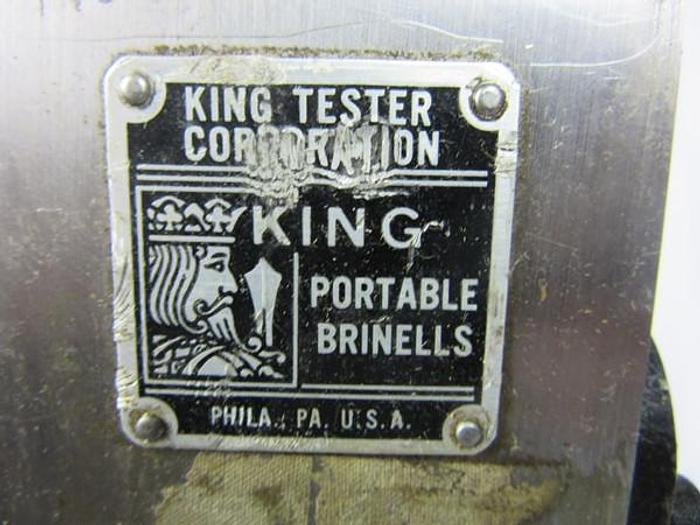 KING TESTER
CORPORATION
KING
PORTABLE
BRINELLS
PHILA., PA. U.S.A.